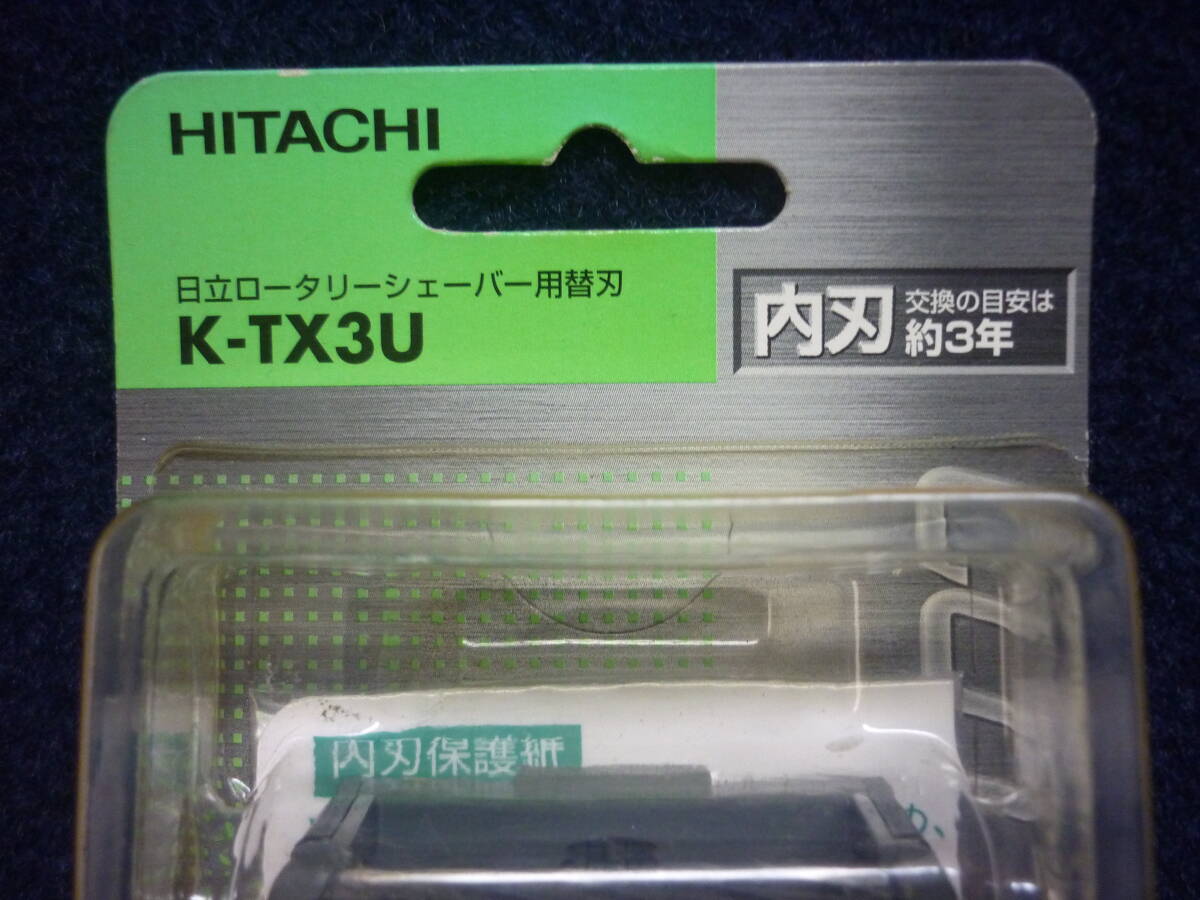 HITACHI
日立ロータリーシェーバー用替刃
K-TX3U
内刃
交換の目安は
約3年
内刃保護紙